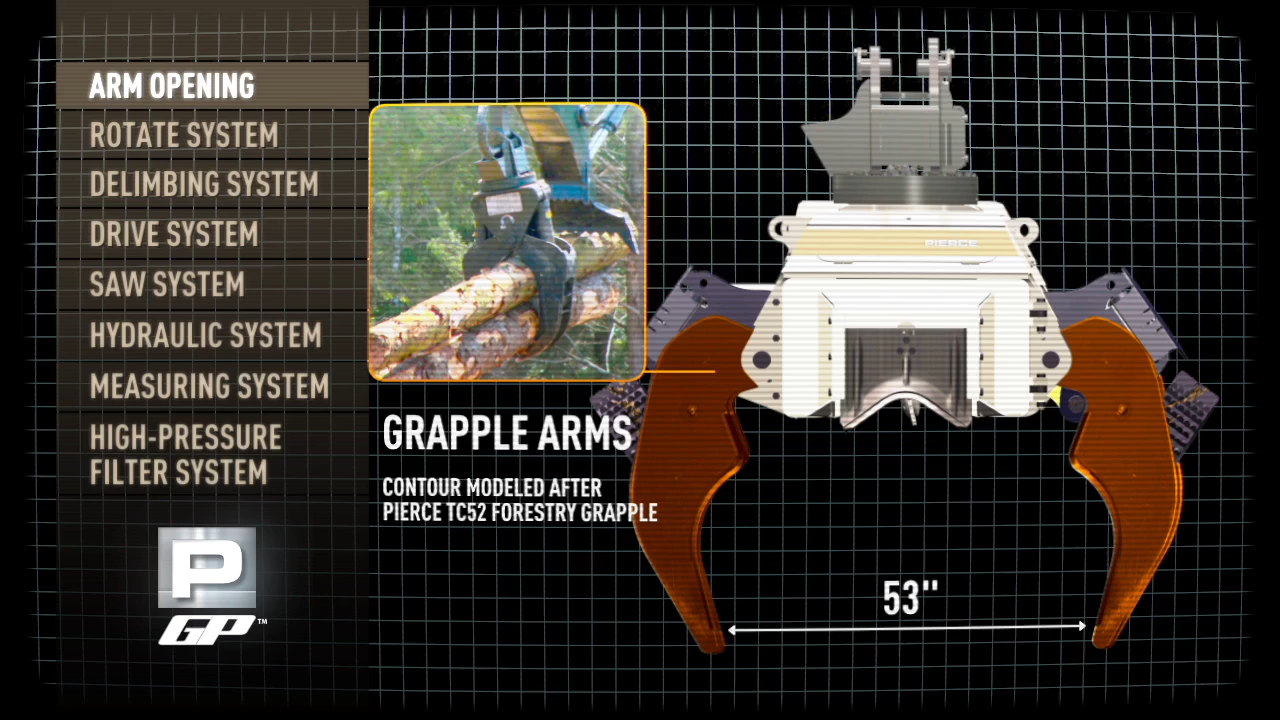 ARM OPENING
ROTATE SYSTEM
DELIMBING SYSTEM
DRIVE SYSTEM
SAW SYSTEM
HYDRAULIC SYSTEM
MEASURING SYSTEM
HIGH-PRESSURE
FILTER SYSTEM
P
GP™
GRAPPLE ARMS
CONTOUR MODELED AFTER
PIERCE TC52 FORESTRY GRAPPLE
PIERCE
53"